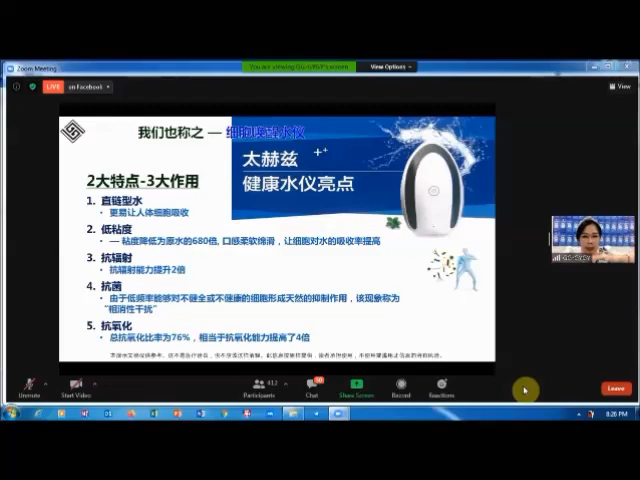 Zoom Meeting
View Options
LIVE on Facebook
View
我们也称之 —
太赫兹
健康水仪亮点
2大特点-3大作用
1. 直链型水
• 更易让人体细胞吸收
2. 低粘度
• — 粘度降低为原水的680倍, 口感柔软绵滑，让细胞对水的吸收率提高
3. 抗辐射
• 抗辐射能力提升2倍
4. 抗菌
• 由于低频率能够对不健全或不健康的细胞形成天然的抑制作用，该现象称为
“相消性干扰”
5. 抗氧化
• 总抗氧化比率为76%，相当于抗氧化能力提高了4倍
Unmute
Start Video
412
Participants
Chat
Share Screen
Record
Reactions
Leave
8:26 PM